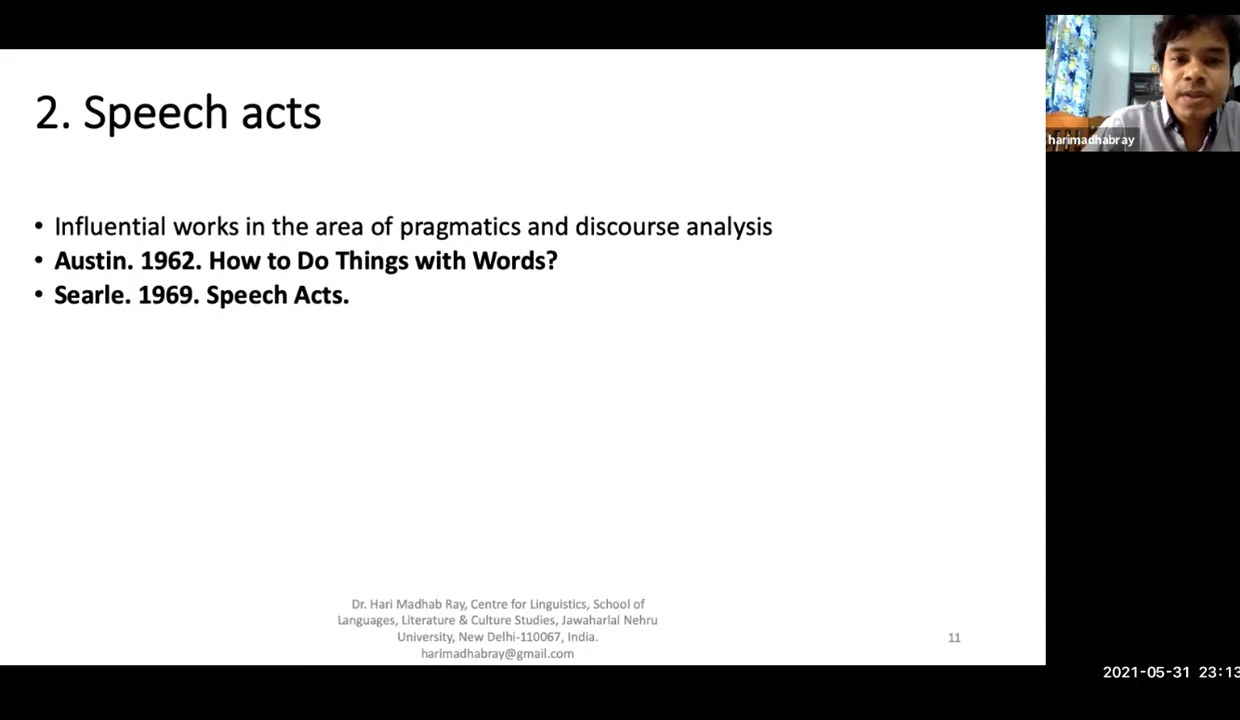 2. Speech acts
• Influential works in the area of pragmatics and discourse analysis
• Austin. 1962. How to Do Things with Words?
• Searle. 1969. Speech Acts.
Dr. Hari Madhab Ray, Centre for Linguistics, School of
Languages, Literature & Culture Studies, Jawaharlal Nehru
University, New Delhi-110067, India.
harimadhabray@gmail.com
11
harimadhabray
2021-05-31 23:13